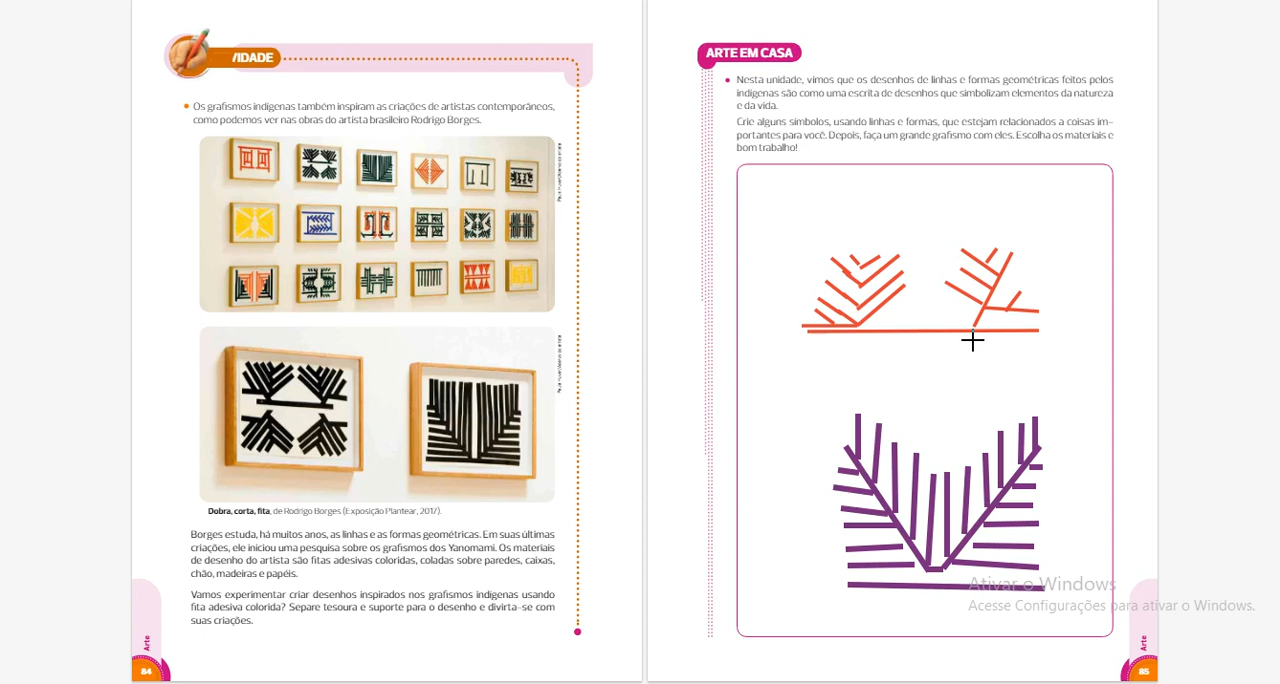 /IDADE
Os grafismos indígenas também inspiram as criações de artistas contemporâneos,
como podemos ver nas obras do artista brasileiro Rodrigo Borges.
Dobra, corta, fita, de Rodrigo Borges (Exposição Plantear, 2017).
Borges estuda, há muitos anos, as linhas e as formas geométricas. Em suas últimas
criações, ele iniciou uma pesquisa sobre os grafismos dos Yanomami. Os materiais
de desenho do artista são fitas adesivas coloridas, coladas sobre paredes, caixas,
chão, madeiras e papéis.
Vamos experimentar criar desenhos inspirados nos grafismos indígenas usando
fita adesiva colorida? Separe tesoura e suporte para o desenho e divirta-se com
suas criações.
Arte
84
ARTE EM CASA
Nesta unidade, vimos que os desenhos de linhas e formas geométricas feitos pelos
indígenas são como uma escrita de desenhos que simbolizam elementos da natureza
e da vida.
Crie alguns símbolos, usando linhas e formas, que estejam relacionados a coisas im-
portantes para você. Depois, faça um grande grafismo com eles. Escolha os materiais e
bom trabalho!
Ativar o Windows
Acesse Configurações para ativar o Windows.
Arte
85